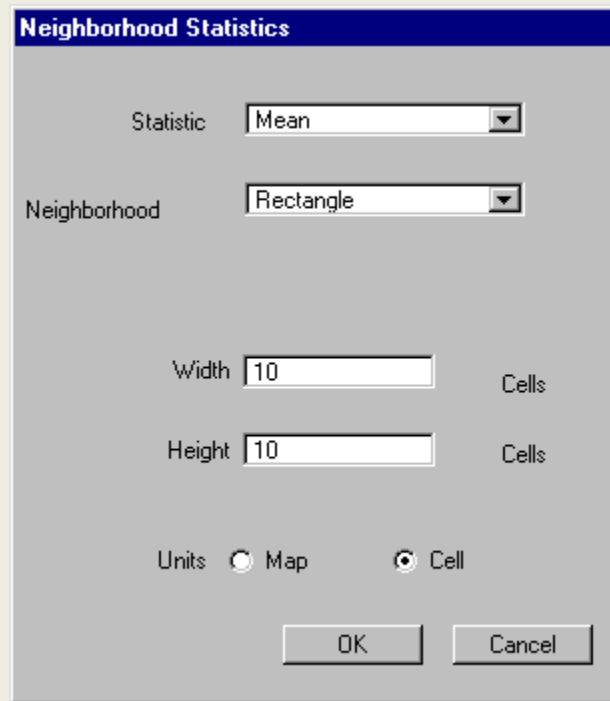 Neighborhood Statistics
Statistic Mean
Neighborhood Rectangle
Width 10 Cells
Height 10 Cells
Units Map Cell
OK Cancel